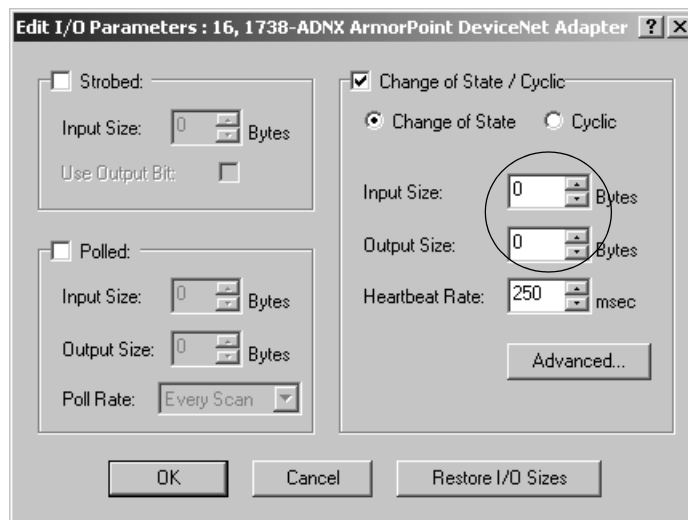 Edit I/O Parameters : 16, 1738-ADNX ArmorPoint DeviceNet Adapter
Strobed:
Input Size: 0 Bytes
Use Output Bit:
Polled:
Input Size: 0 Bytes
Output Size: 0 Bytes
Poll Rate: Every Scan
Change of State / Cyclic
Change of State Cyclic
Input Size: 0 Bytes
Output Size: 0 Bytes
Heartbeat Rate: 250 msec
Advanced...
OK Cancel Restore I/O Sizes